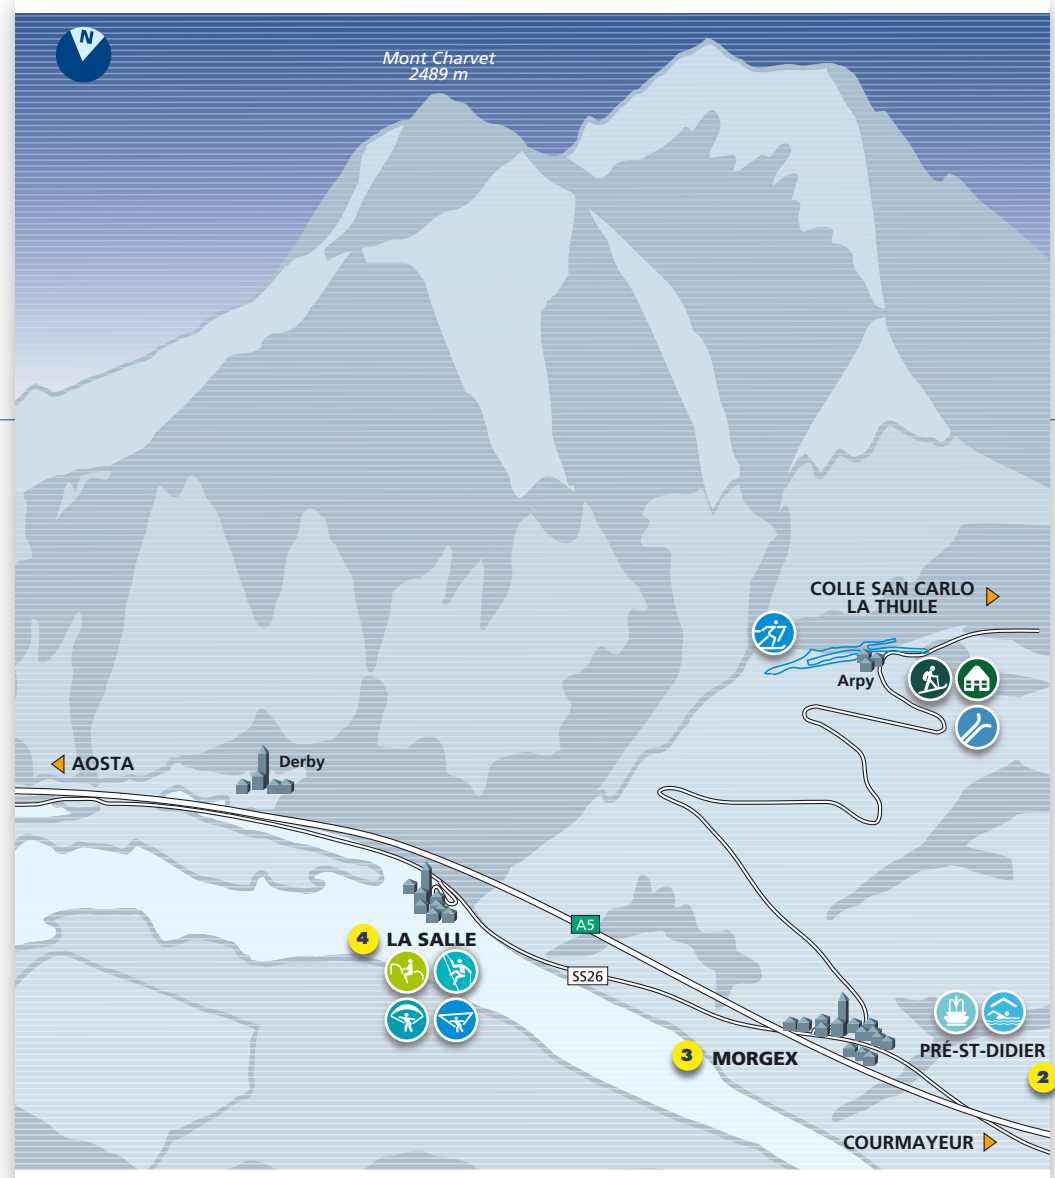 N
Mont Charvet
2489 m
COLLE SAN CARLO
LA THUILE
Arpy
AOSTA
Derby
A5
4 LA SALLE
SS26
PRÉ-ST-DIDIER
3 MORGEX
2
COURMAYEUR